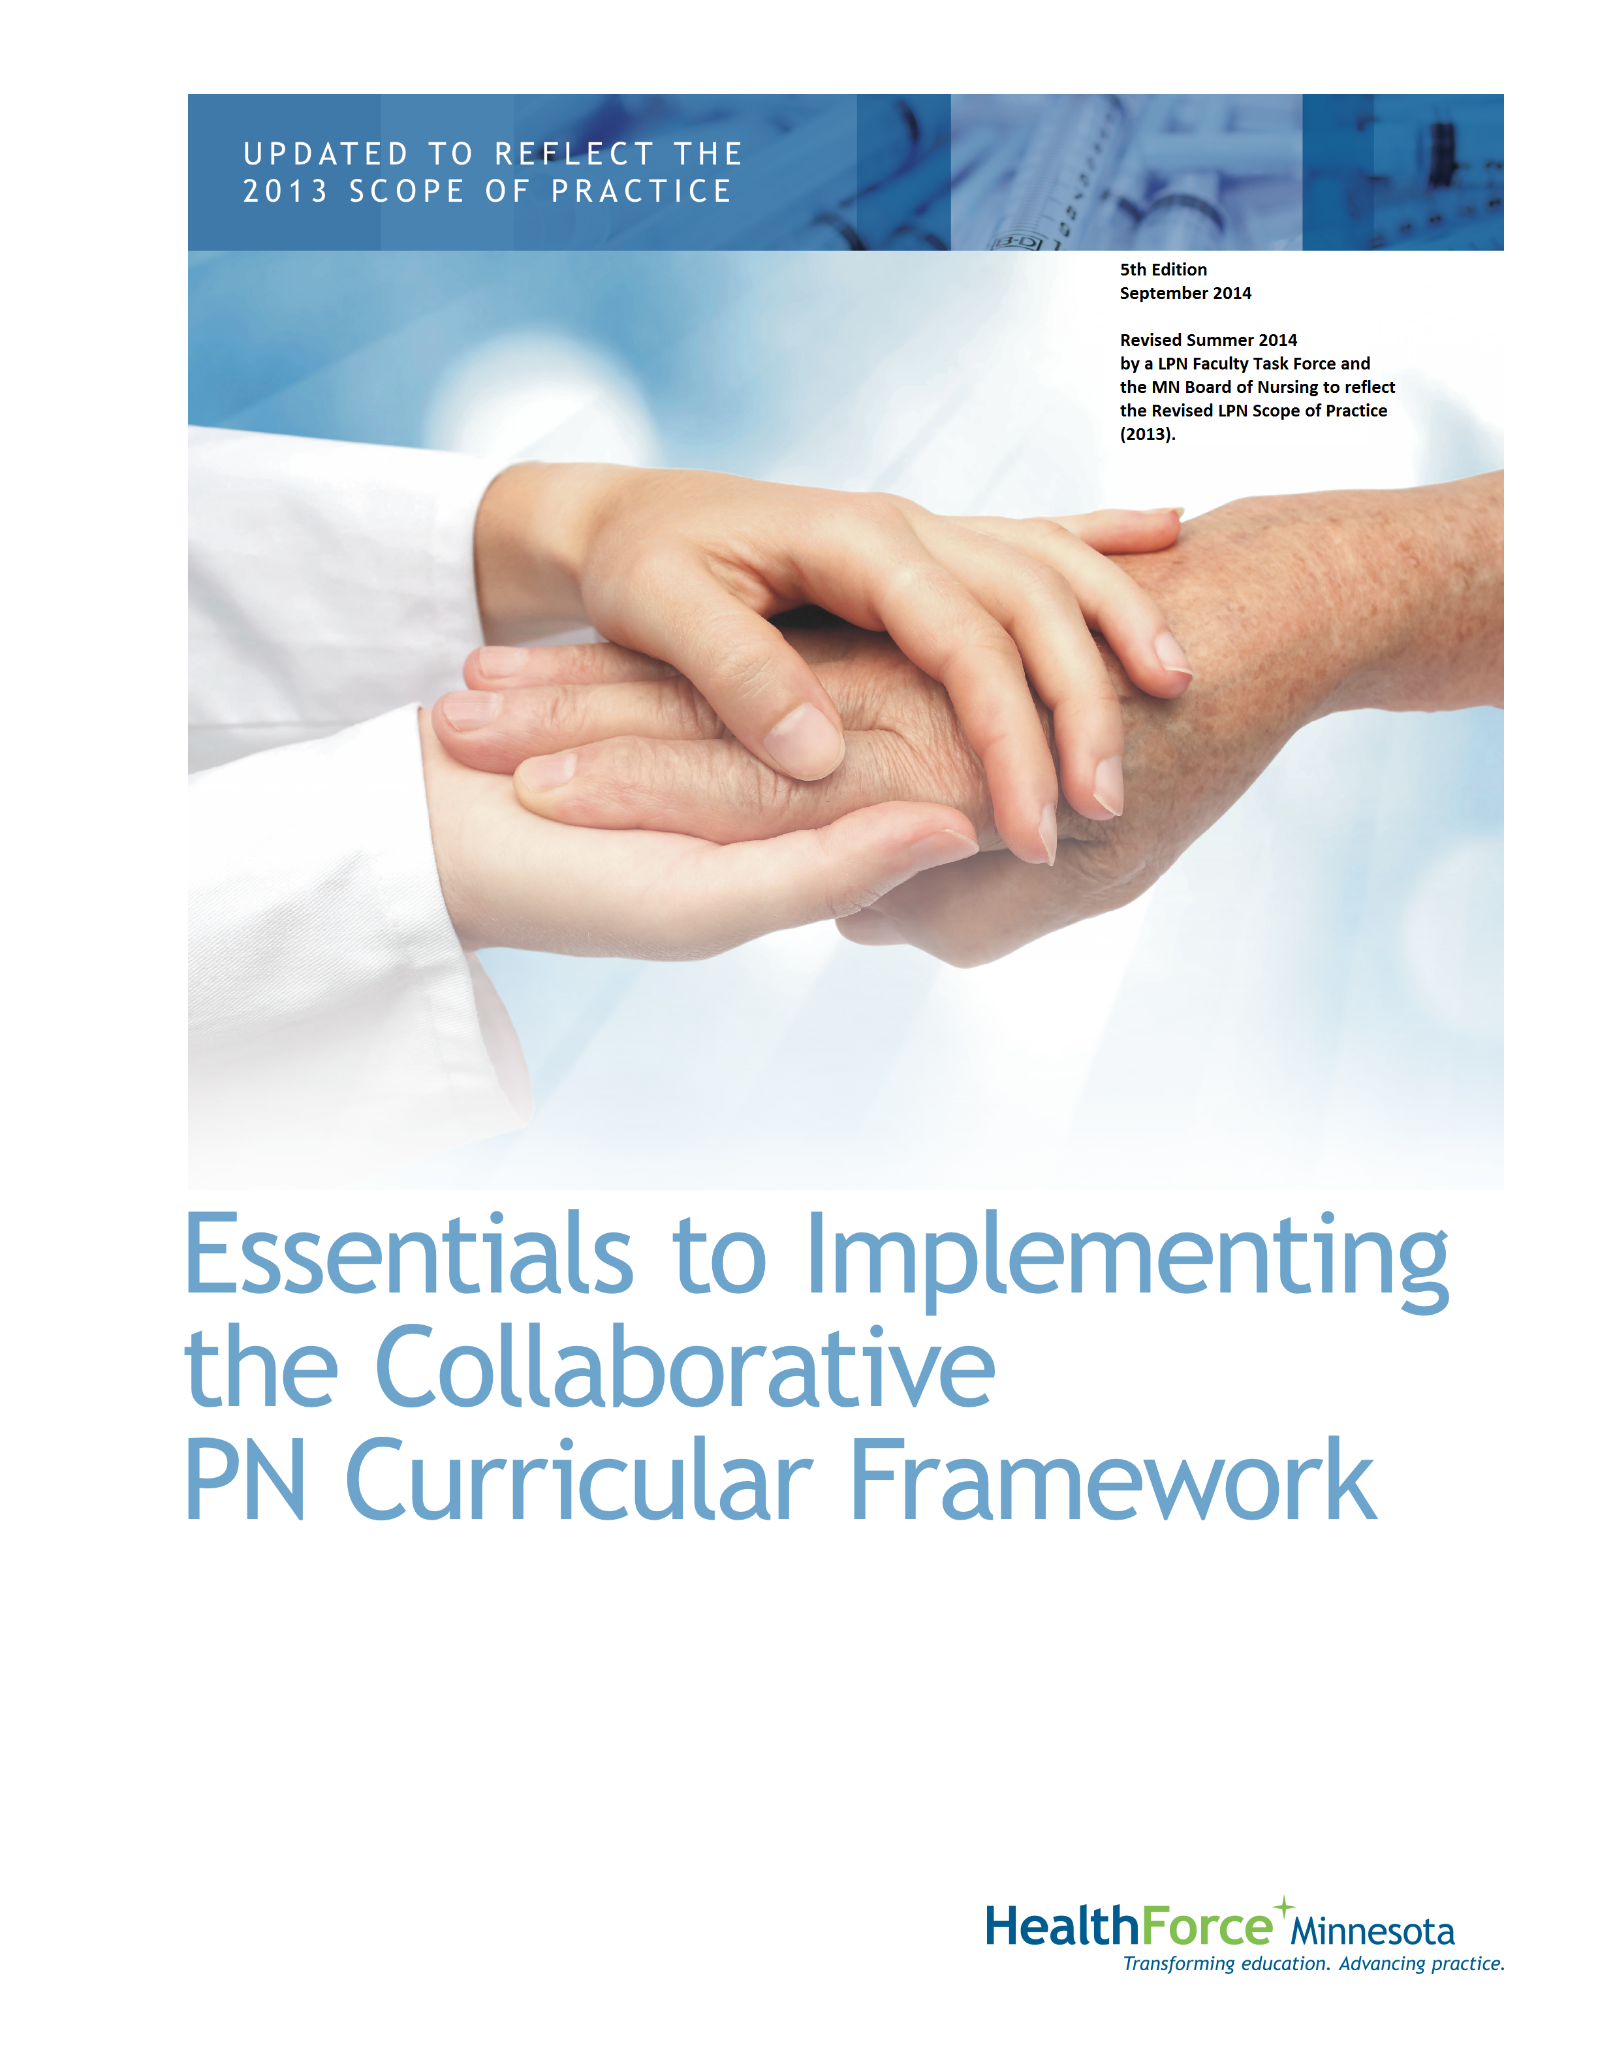 UPDATED TO REFLECT THE
2013 SCOPE OF PRACTICE
5th Edition
September 2014
Revised Summer 2014
by a LPN Faculty Task Force and
the MN Board of Nursing to reflect
the Revised LPN Scope of Practice
(2013).
Essentials to Implementing
the Collaborative
PN Curricular Framework
HealthForce Minnesota
Transforming education. Advancing practice.